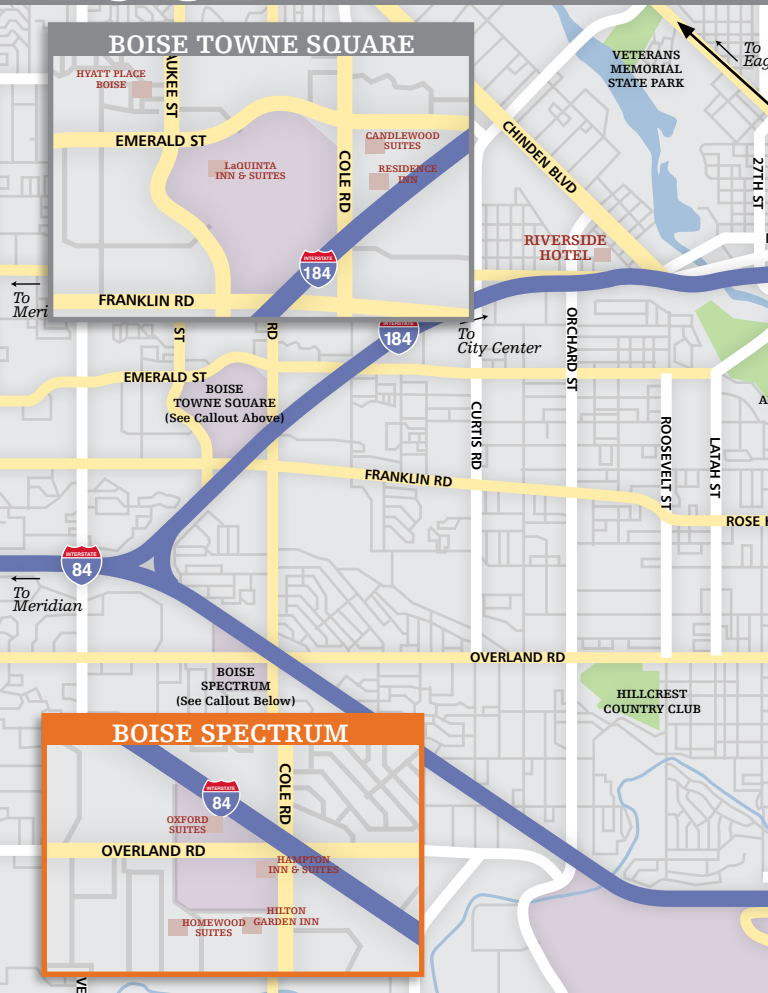 BOISE TOWNE SQUARE
HYATT PLACE
BOISE
UKEE ST
EMERALD ST
LaQUINTA
INN & SUITES
COLE RD
CANDLEWOOD
SUITES
RESIDENCE
INN
INTERSTATE
184
FRANKLIN RD
VETERANS
MEMORIAL
STATE PARK
To
CHINDEN BLVD
27TH ST
RIVERSIDE
HOTEL
To
Meri
ST
RD
INTERSTATE
184
To
City Center
ORCHARD ST
EMERALD ST
BOISE
TOWNE SQUARE
(See Callout Above)
CURTIS RD
ROOSEVELT ST
LATAH ST
FRANKLIN RD
ROSE
INTERSTATE
84
To
Meridian
OVERLAND RD
BOISE
SPECTRUM
(See Callout Below)
HILLCREST
COUNTRY CLUB
BOISE SPECTRUM
INTERSTATE
84
COLE RD
OXFORD
SUITES
OVERLAND RD
HAMPTON
INN & SUITES
HILTON
GARDEN INN
HOMEWOOD
SUITES